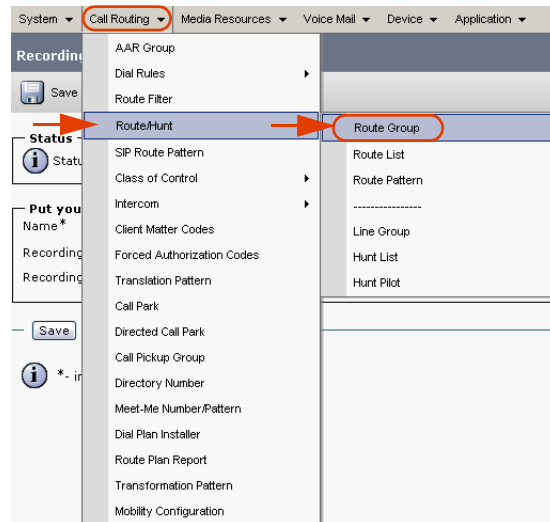 System Call Routing Media Resources Voice Mail Device Application
Recording
Save
Status
Statu
Put you
Name*
Recording
Recording
Save
*- in
AAR Group
Dial Rules
Route Filter
Route/Hunt
SIP Route Pattern
Class of Control
Intercom
Client Matter Codes
Forced Authorization Codes
Translation Pattern
Call Park
Directed Call Park
Call Pickup Group
Directory Number
Meet-Me Number/Pattern
Dial Plan Installer
Route Plan Report
Transformation Pattern
Mobility Configuration
Route Group
Route List
Route Pattern
----------------
Line Group
Hunt List
Hunt Pilot